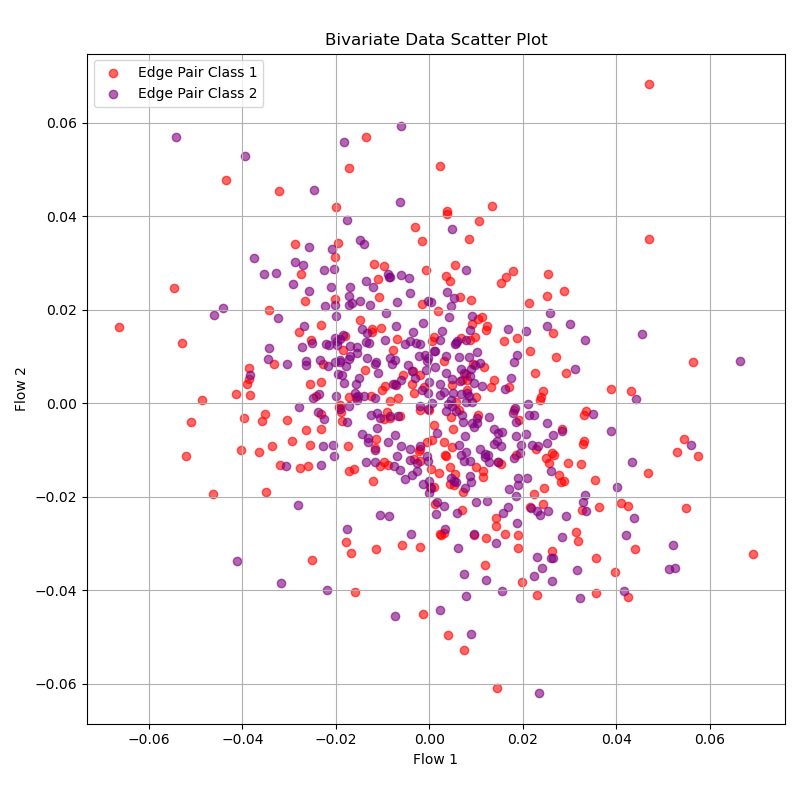 Bivariate Data Scatter Plot
Edge Pair Class 1
Edge Pair Class 2
0.06
0.04
0.02
0.00
−0.02
−0.04
−0.06
Flow 2
−0.06
−0.04
−0.02
0.00
0.02
0.04
0.06
Flow 1